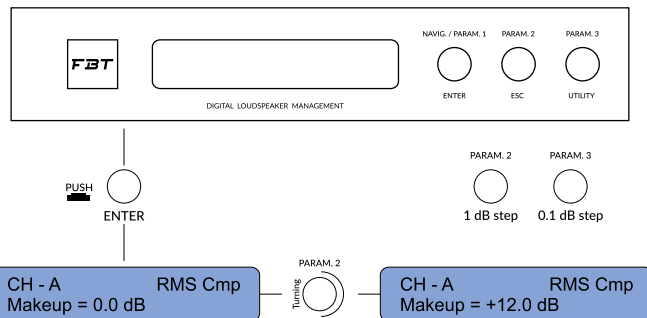 NAVIG. / PARAM. 1 PARAM. 2 PARAM. 3
FBT
ENTER ESC UTILITY
DIGITAL LOUDSPEAKER MANAGEMENT
PARAM. 2 PARAM. 3
PUSH
ENTER
1 dB step 0.1 dB step
PARAM. 2
Turning
CH - A RMS Cmp
Makeup = 0.0 dB
CH - A RMS Cmp
Makeup = +12.0 dB